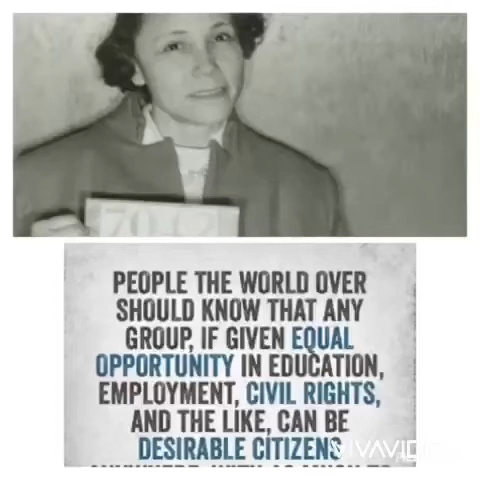 PEOPLE THE WORLD OVER
SHOULD KNOW THAT ANY
GROUP, IF GIVEN EQUAL
OPPORTUNITY IN EDUCATION,
EMPLOYMENT, CIVIL RIGHTS,
AND THE LIKE, CAN BE
DESIRABLE CITIZENS